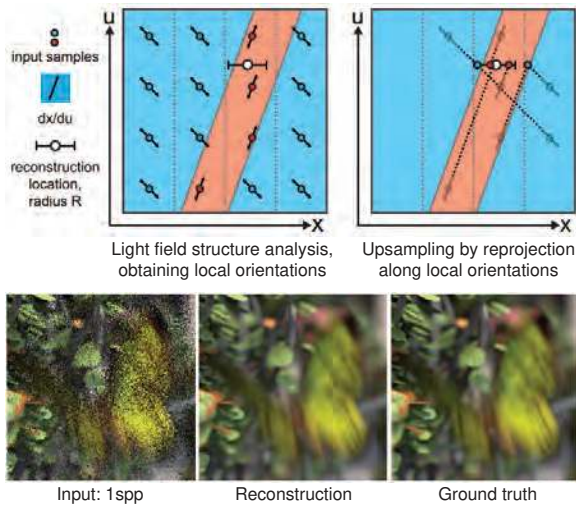 input samples
dx/du
reconstruction
location,
radius R
u
x
u
x
Light field structure analysis,
obtaining local orientations
Upsampling by reprojection
along local orientations
Input: 1spp
Reconstruction
Ground truth